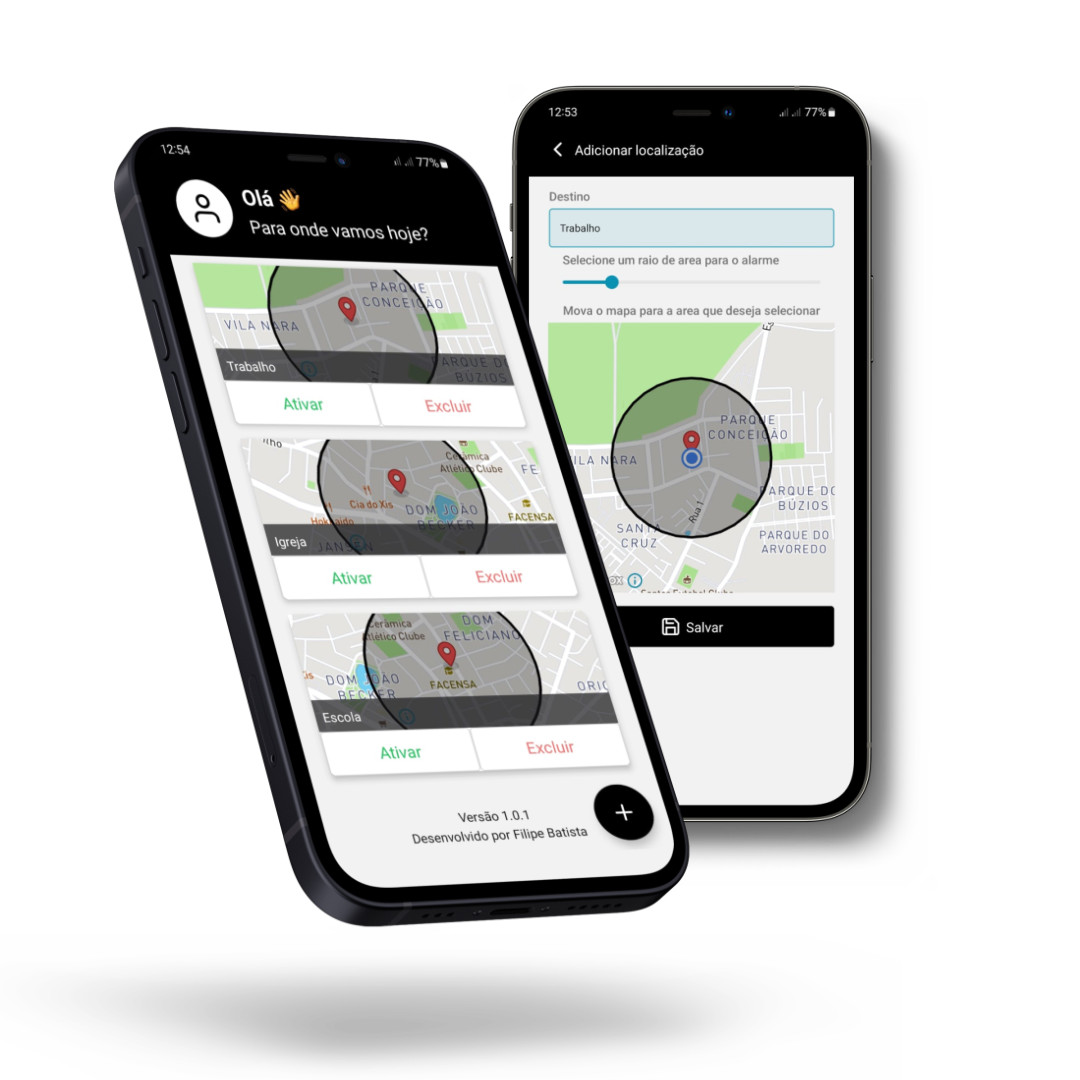 12:54
77%
Olá 👋
Para onde vamos hoje?
PARQUE
CONCEIÇÃO
VILA NARA
BÚZIOS
Trabalho
Ativar
Excluir
Cerâmica
Atlético Clube
FE
Cia do Xis
DOM JOÃO
BECKER
FACENSA
Igreja
Ativar
Excluir
Cerâmica
Atlético Clube
DOM
FELICIANO
DOM JOÃO
BECKER
FACENSA
ORIC
Escola
Ativar
Excluir
Versão 1.0.1
Desenvolvido por Filipe Batista
+
12:53
77%
Adicionar localização
Destino
Trabalho
Selecione um raio de area para o alarme
Mova o mapa para a area que deseja selecionar
PARQUE
CONCEIÇÃO
ILA NARA
PARQUE DO
BÚZIOS
Rua 1
SANTA
CRUZ
PARQUE DO
ARVOREDO
Salvar